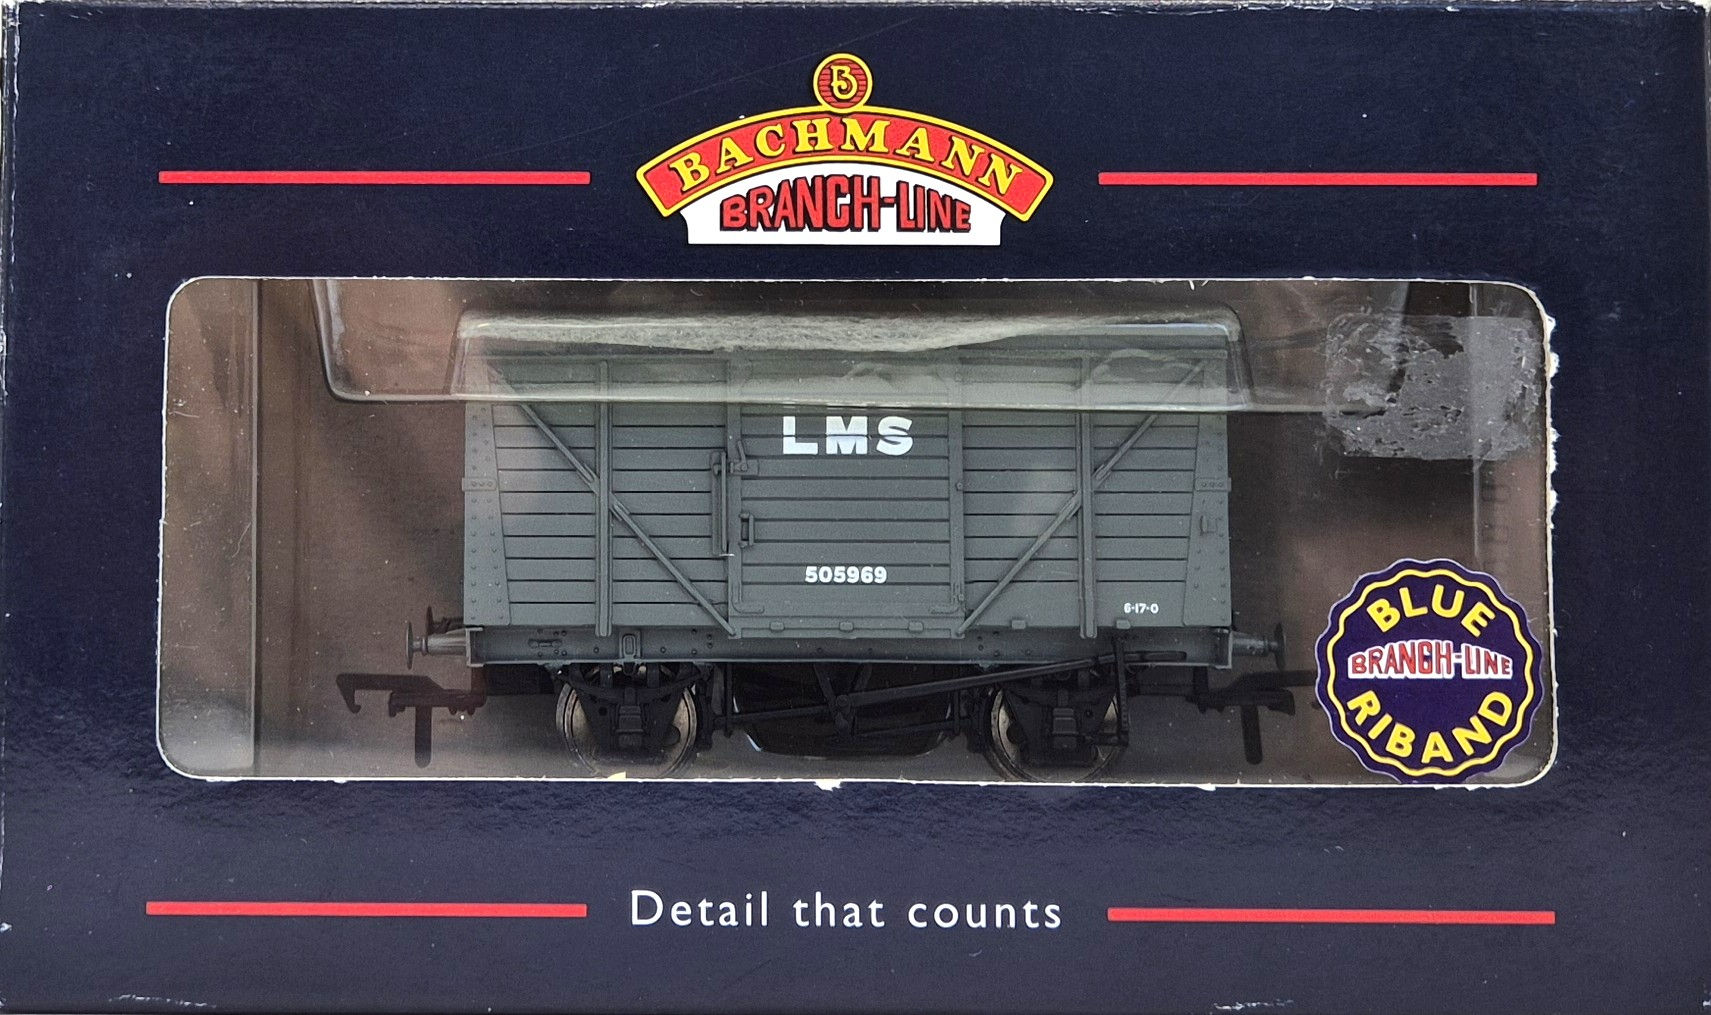 B
BACHMANN
BRANCH-LINE
LMS
505969
6-17-0
BLUE
BRANCH-LINE
RIBAND
Detail that counts